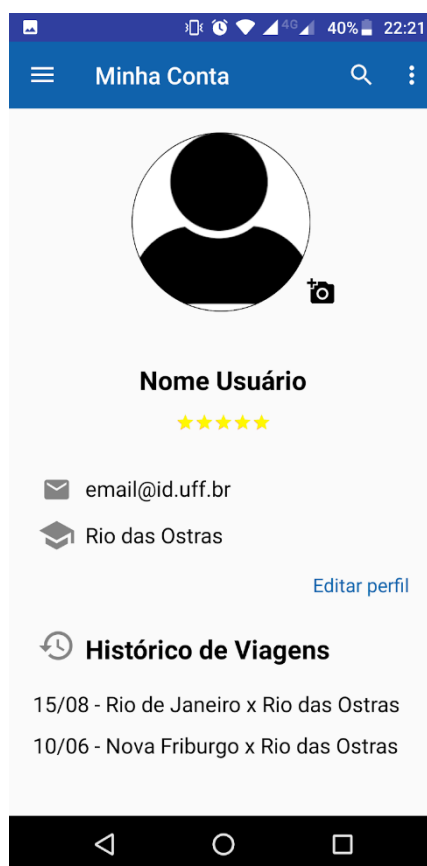 4G 40% 22:21
Minha Conta
Nome Usuário
email@id.uff.br
Rio das Ostras
Editar perfil
Histórico de Viagens
15/08 - Rio de Janeiro x Rio das Ostras
10/06 - Nova Friburgo x Rio das Ostras